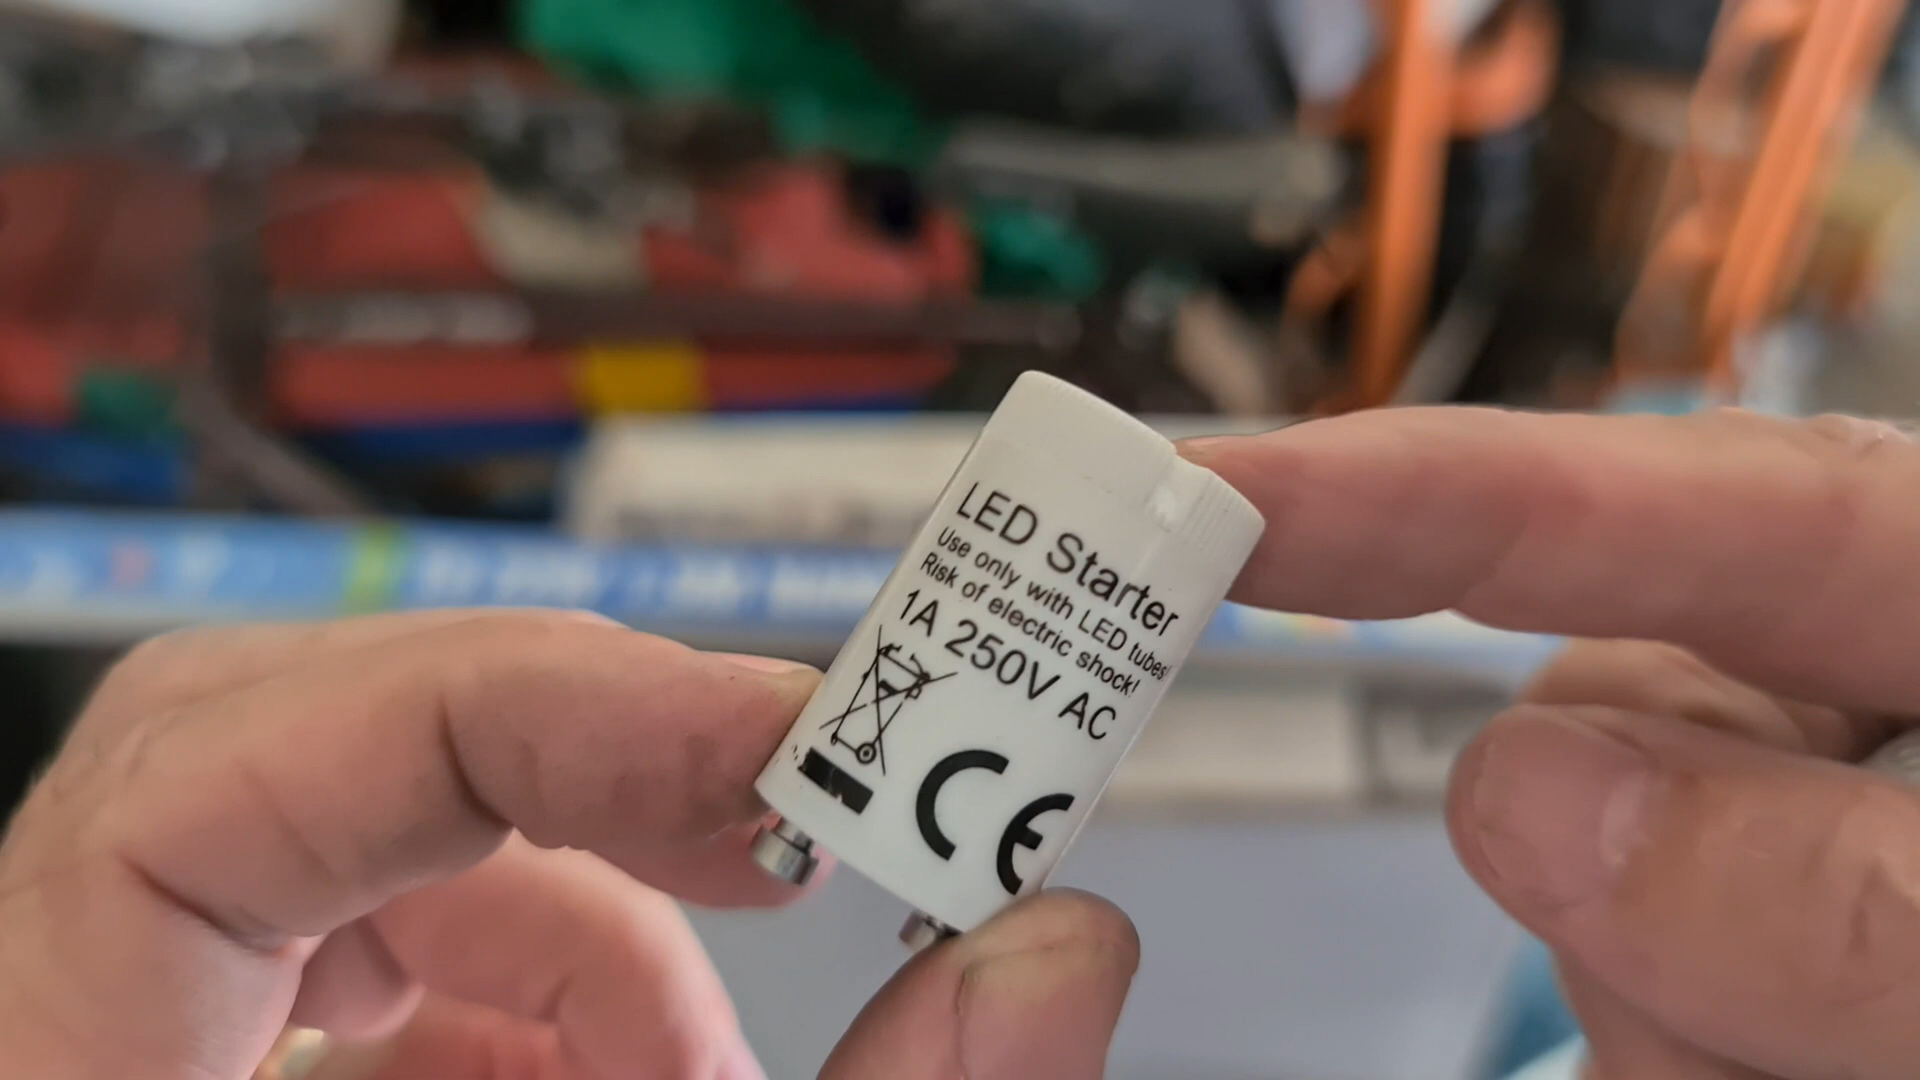 LED Starter
Use only with LED tubes!
Risk of electric shock!
1A 250V AC
CE